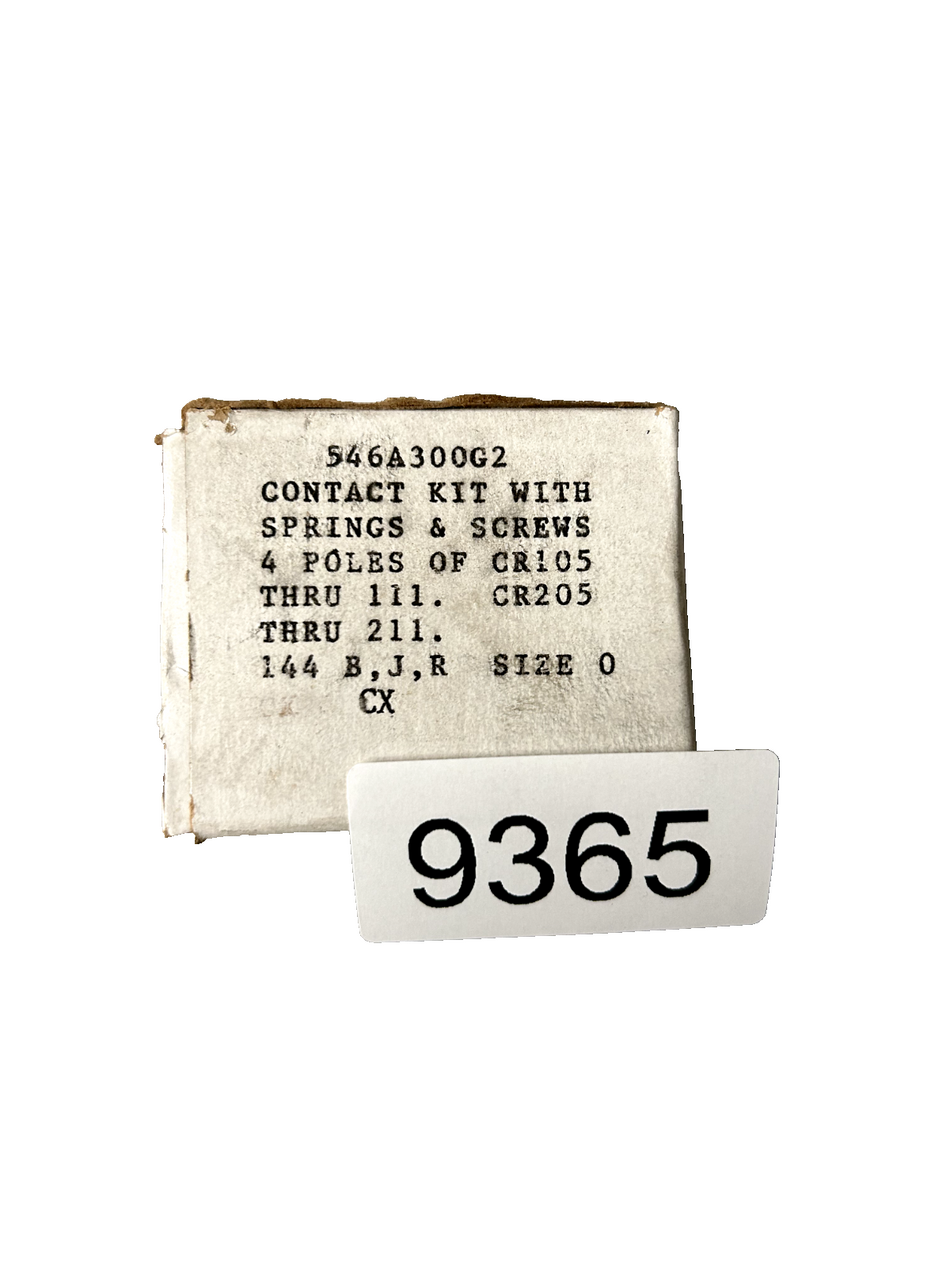 546A300G2
CONTACT KIT WITH
SPRINGS & SCREWS
4 POLES OF CR105
THRU 111. CR205
THRU 211.
144 B,J,R SIZE 0
CX CX
9365